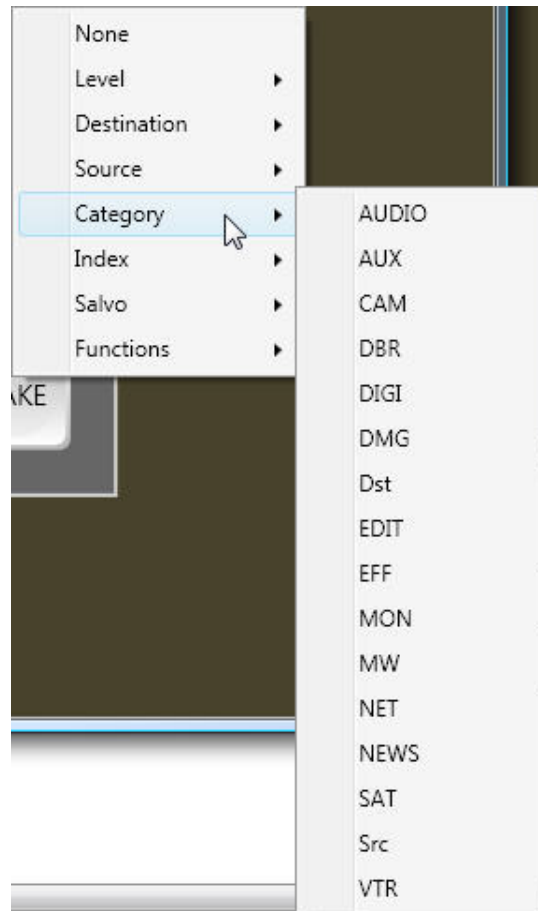 None
Level
Destination
Source
Category
Index
Salvo
Functions
AKE
AUDIO
AUX
CAM
DBR
DIGI
DMG
Dst
EDIT
EFF
MON
MW
NET
NEWS
SAT
Src
VTR